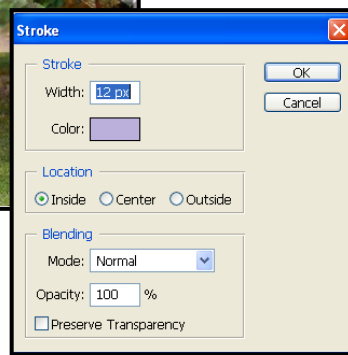 Stroke
Stroke
OK
Width: 12 px
Cancel
Color:
Location
Inside Center Outside
Blending
Mode: Normal
Opacity: 100 %
Preserve Transparency